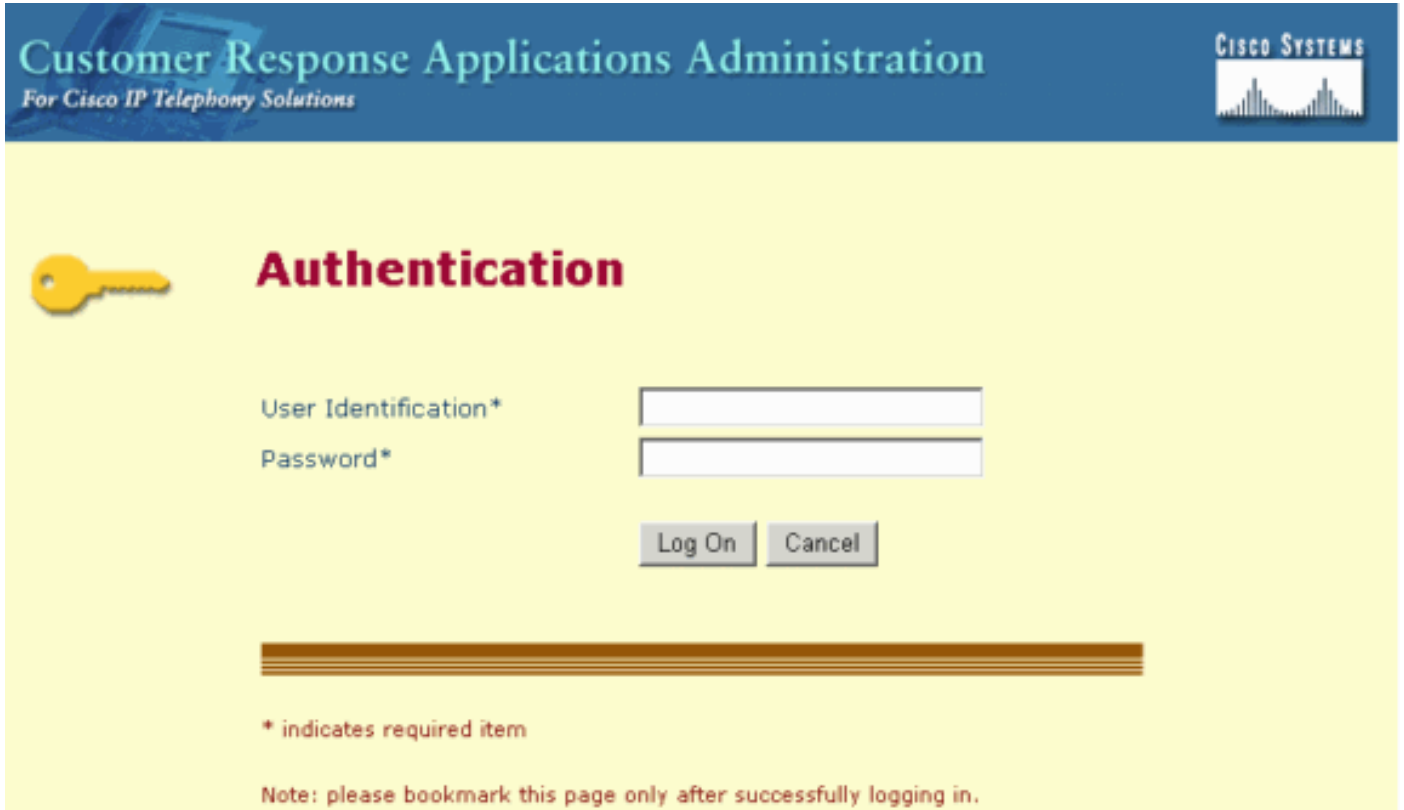 Customer Response Applications Administration
For Cisco IP Telephony Solutions
CISCO SYSTEMS
Authentication
User Identification*
Password*
Log On Cancel
* indicates required item
Note: please bookmark this page only after successfully logging in.